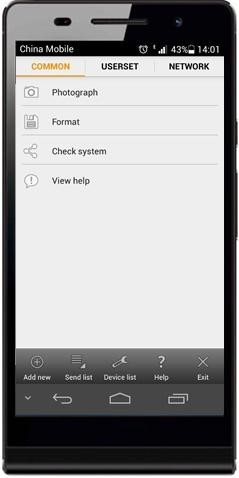 China Mobile 43% 14:01
COMMON USERSET NETWORK
Photograph
Format
Check system
View help
Add new Send list Device list Help Exit